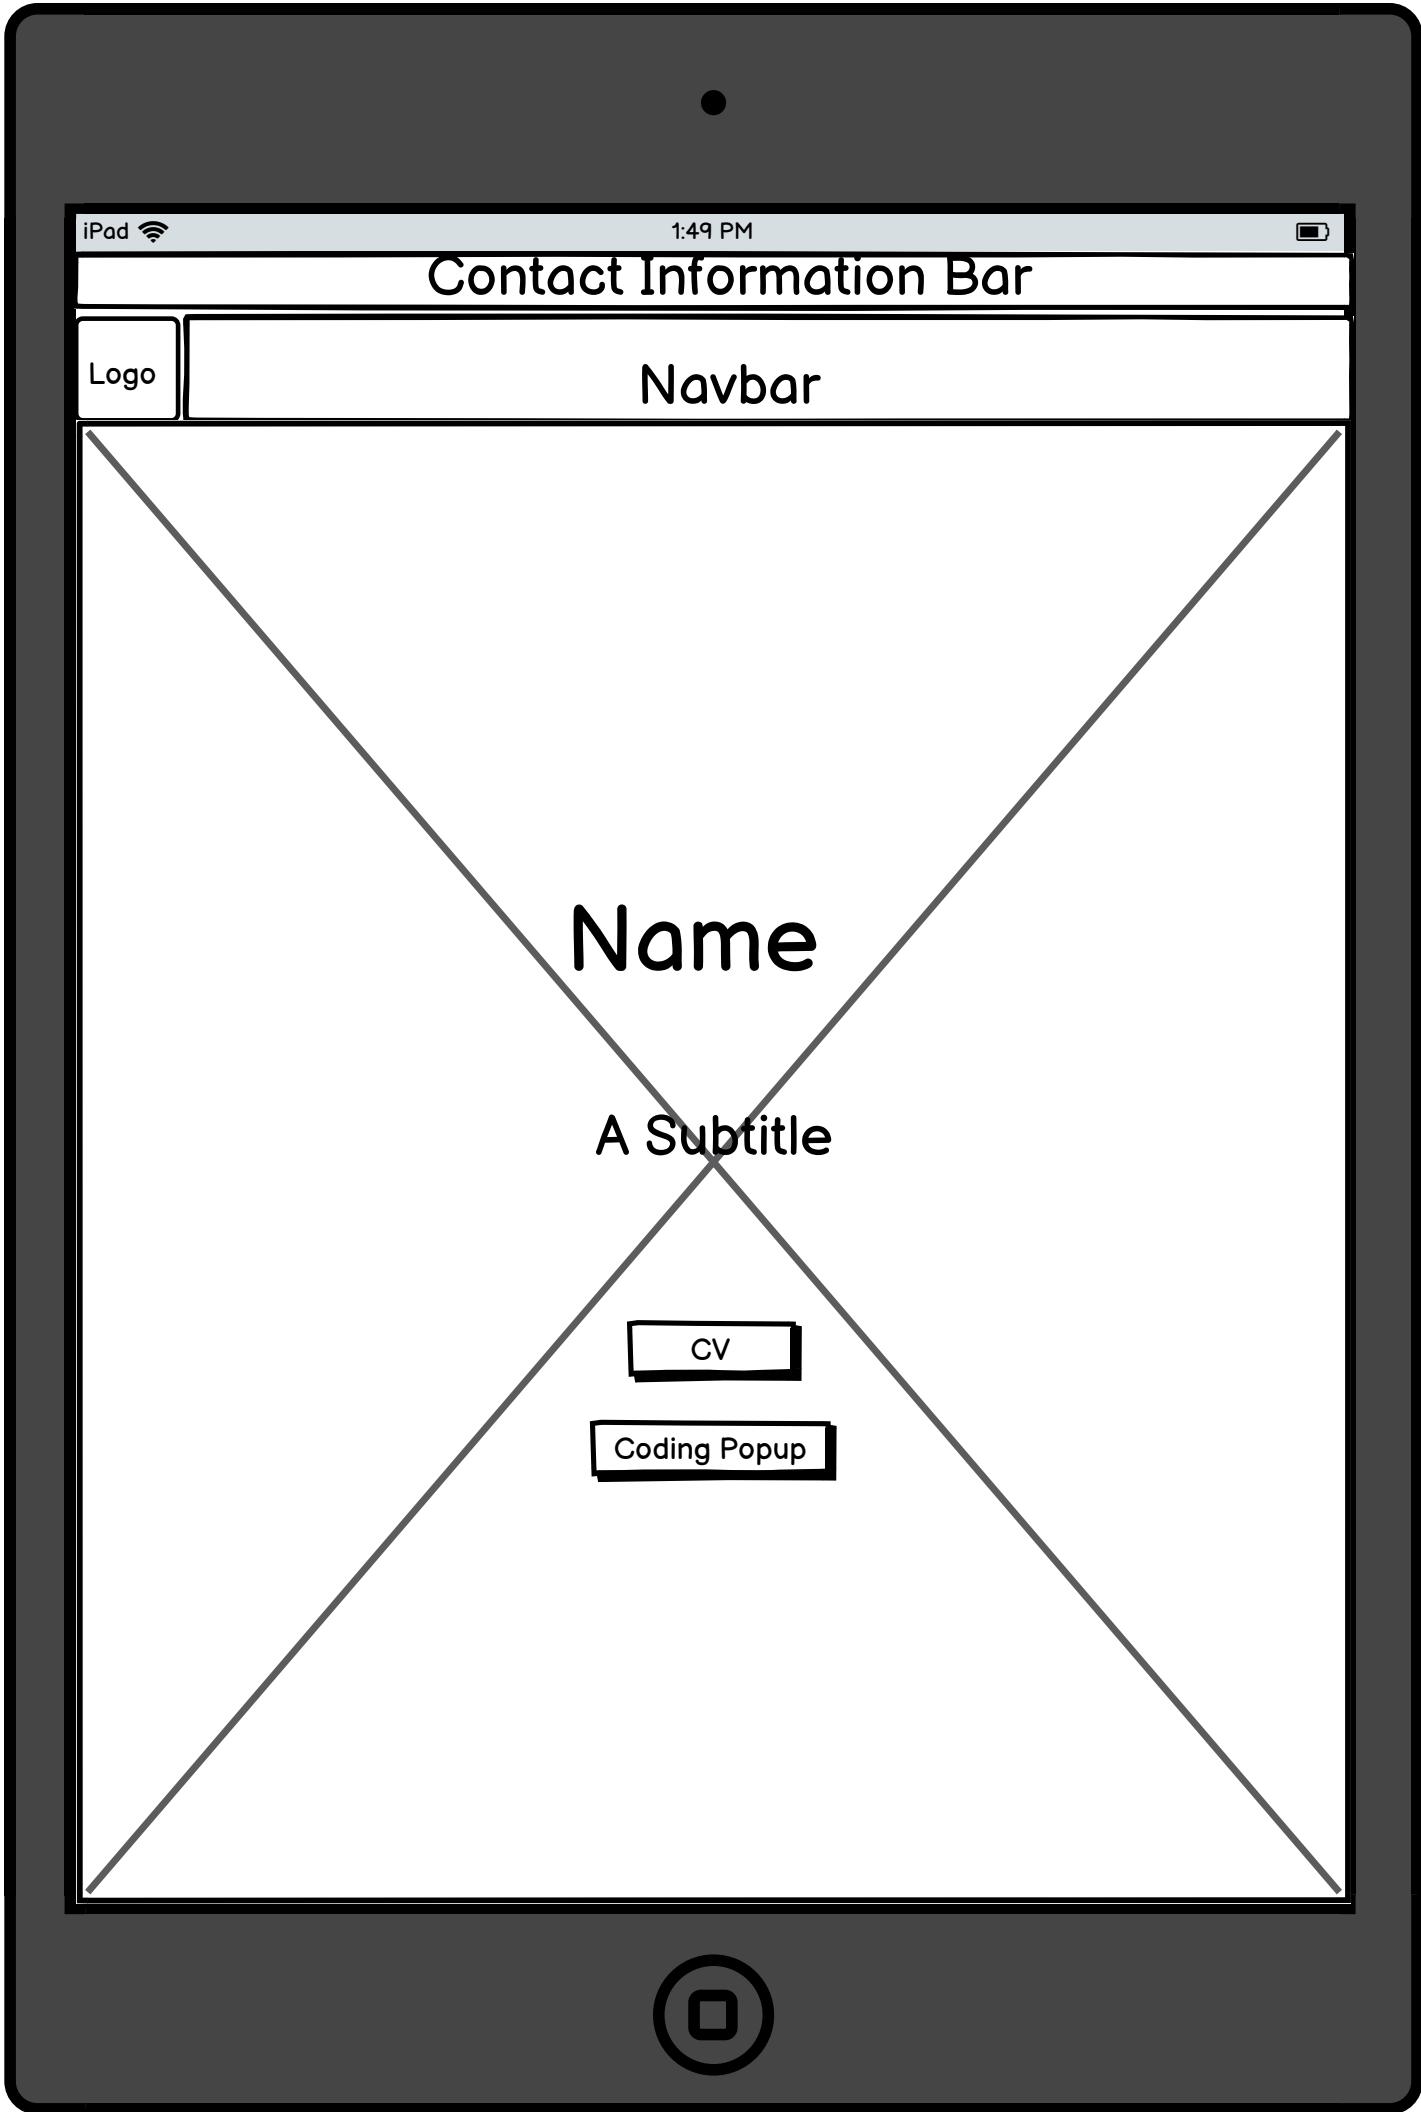 iPad 1:49 PM
Contact Information Bar
Logo
Navbar
Name
A Subtitle
CV
Coding Popup